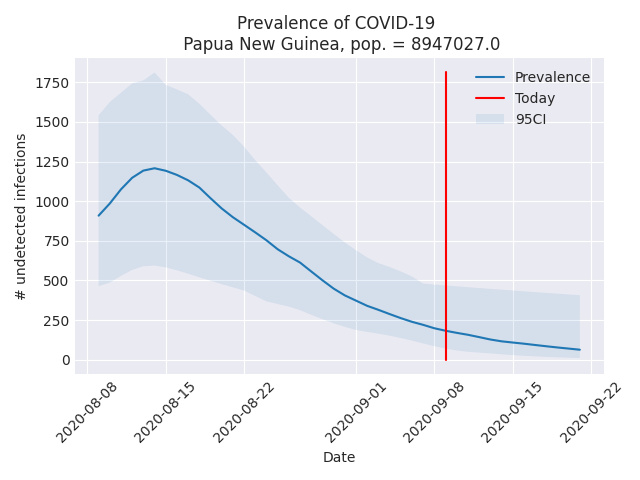 Prevalence of COVID-19
Papua New Guinea, pop. = 8947027.0
Prevalence
Today
95CI
# undetected infections
1750
1500
1250
1000
750
500
250
0
2020-08-08
2020-08-15
2020-08-22
2020-09-01
2020-09-08
2020-09-15
2020-09-22
Date